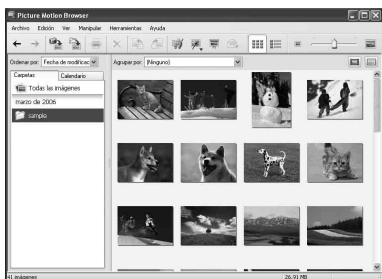 Picture Motion Browser
Archivo Edición Ver Manipular Herramientas Ayuda
Ordenar por: Fecha de modificac Agrupar por: (Ninguno)
Carpetas Calendario
Todas las imágenes
marzo de 2006
sample
41 imágenes 26.91 MB